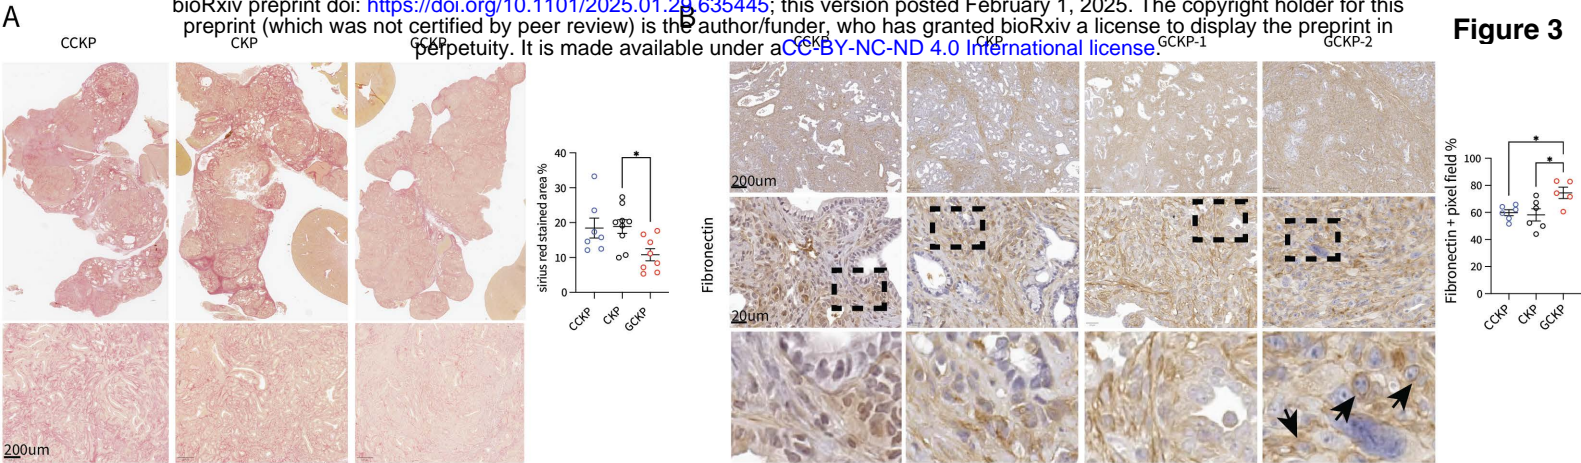 bioRxiv preprint doi: https://doi.org/10.1101/2025.01.29.635445; this version posted February 1, 2025. The copyright holder for this
preprint (which was not certified by peer review) is the author/funder, who has granted bioRxiv a license to display the preprint in
perpetuity. It is made available under aCC-BY-NC-ND 4.0 International license.
Figure 3
A
CCKP
CKP
GCKP
200um
sirius red stained area %
40
30
20
10
0
*
CCKP
CKP
GCKP
B
CCKP
CKP
GCKP-1
GCKP-2
Fibronectin
200um
20um
Fibronectin + pixel field %
100
80
60
40
20
0
*
*
CCKP
CKP
GCKP